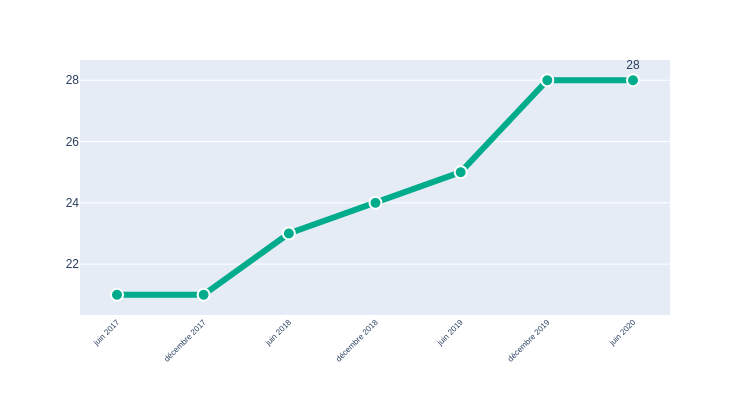 28
28
26
24
22
juin 2017
décembre 2017
juin 2018
décembre 2018
juin 2019
décembre 2019
juin 2020